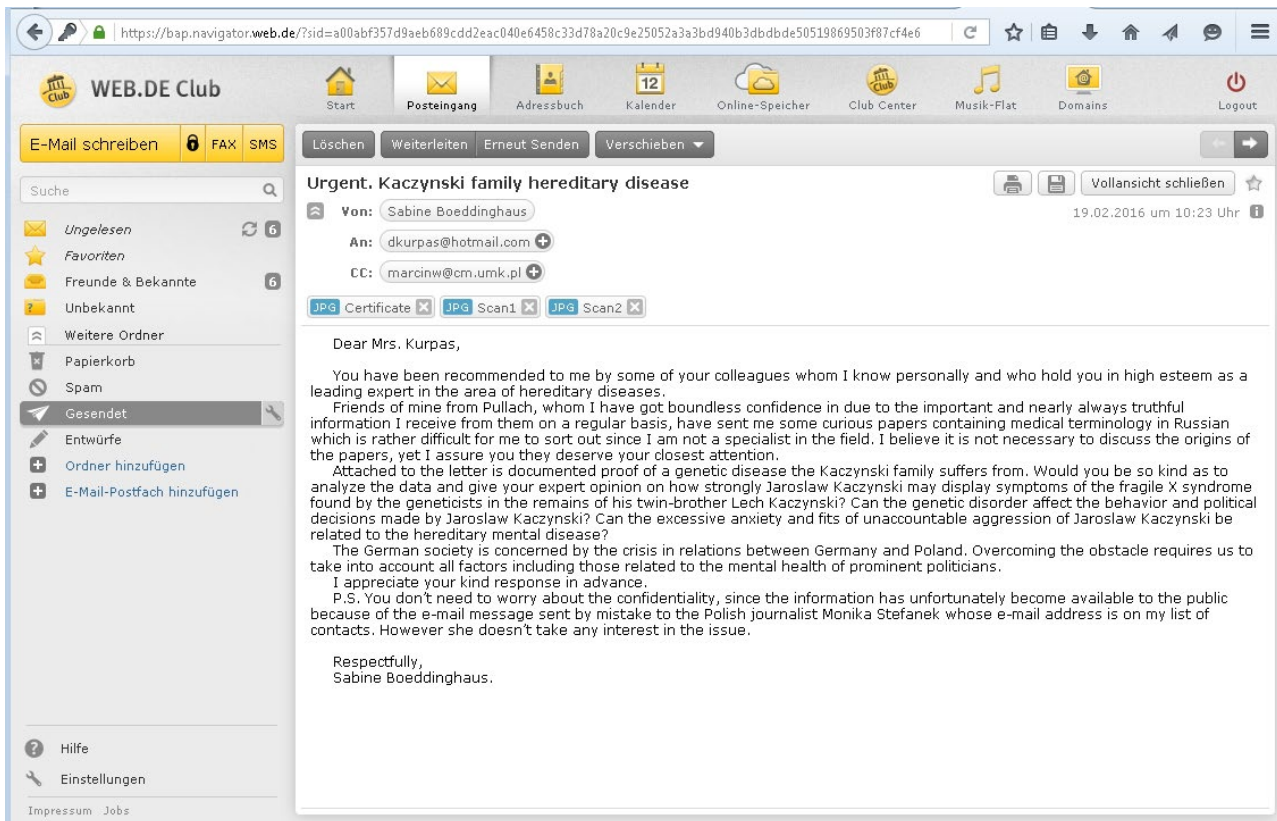 https://bap.navigator.web.de/?sid=a00abf357d9aeb689cdd2eac040e6458c33d78a20c9e25052a3a3bd940b3dbdbde50519869503f87cf4e6
WEB.DE Club
Club
Start
Posteingang
Adressbuch
12
Kalender
Online-Speicher
Club Center
Musik-Flat
Domains
Logout
E-Mail schreiben FAX SMS
Löschen Weiterleiten Erneut Senden Verschieben
Suche
Ungelesen 6
Favoriten
Freunde & Bekannte 6
Unbekannt
Weitere Ordner
Papierkorb
Spam
Gesendet
Entwürfe
Ordner hinzufügen
E-Mail-Postfach hinzufügen
Hilfe
Einstellungen
Impressum Jobs
Urgent. Kaczynski family hereditary disease
Vollansicht schließen
Von: Sabine Boeddinghaus
19.02.2016 um 10:23 Uhr
An: dkurpas@hotmail.com
CC: marcinw@cm.umk.pl
JPG Certificate JPG Scan1 JPG Scan2
Dear Mrs. Kurpas,
You have been recommended to me by some of your colleagues whom I know personally and who hold you in high esteem as a
leading expert in the area of hereditary diseases.
Friends of mine from Pullach, whom I have got boundless confidence in due to the important and nearly always truthful
information I receive from them on a regular basis, have sent me some curious papers containing medical terminology in Russian
which is rather difficult for me to sort out since I am not a specialist in the field. I believe it is not necessary to discuss the origins of
the papers, yet I assure you they deserve your closest attention.
Attached to the letter is documented proof of a genetic disease the Kaczynski family suffers from. Would you be so kind as to
analyze the data and give your expert opinion on how strongly Jaroslaw Kaczynski may display symptoms of the fragile X syndrome
found by the geneticists in the remains of his twin-brother Lech Kaczynski? Can the genetic disorder affect the behavior and political
decisions made by Jaroslaw Kaczynski? Can the excessive anxiety and fits of unaccountable aggression of Jaroslaw Kaczynski be
related to the hereditary mental disease?
The German society is concerned by the crisis in relations between Germany and Poland. Overcoming the obstacle requires us to
take into account all factors including those related to the mental health of prominent politicians.
I appreciate your kind response in advance.
P.S. You don't need to worry about the confidentiality, since the information has unfortunately become available to the public
because of the e-mail message sent by mistake to the Polish journalist Monika Stefanek whose e-mail address is on my list of
contacts. However she doesn't take any interest in the issue.
Respectfully,
Sabine Boeddinghaus.